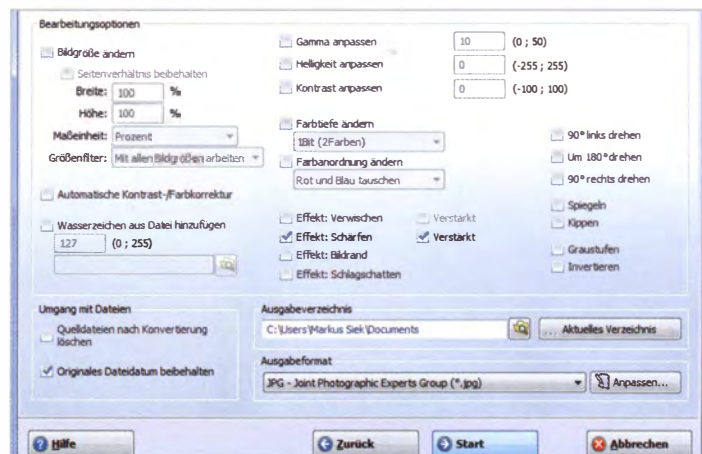 Bearbeitungsoptionen
Bildgröße ändern
Seitenverhältnis beibehalten
Breite: 100 %
Höhe: 100 %
Maßeinheit: Prozent
Größenfilter: Mit allen Bildgrößen arbeiten
Automatische Kontrast-/Farbkorrektur
Wasserzeichen aus Datei hinzufügen
127 (0 ; 255)
Gamma anpassen 10 (0 ; 50)
Helligkeit anpassen 0 (-255 ; 255)
Kontrast anpassen 0 (-100 ; 100)
Farbtiefe ändern
1Bit (2Farben)
Farbanordnung ändern
Rot und Blau tauschen
Effekt: Verwischen Verstärkt
Effekt: Schärfen Verstärkt
Effekt: Bildrand
Effekt: Schlagschatten
90° links drehen
Um 180° drehen
90° rechts drehen
Spiegeln
Kippen
Graustufen
Invertieren
Umgang mit Dateien
Quelldateien nach Konvertierung
löschen
Originales Dateidatum beibehalten
Ausgabeverzeichnis
C:\Users\Markus Siek\Documents ... Aktuelles Verzeichnis
Ausgabeformat
JPG - Joint Photographic Experts Group (*.jpg) Anpassen...
Hilfe Zurück Start Abbrechen